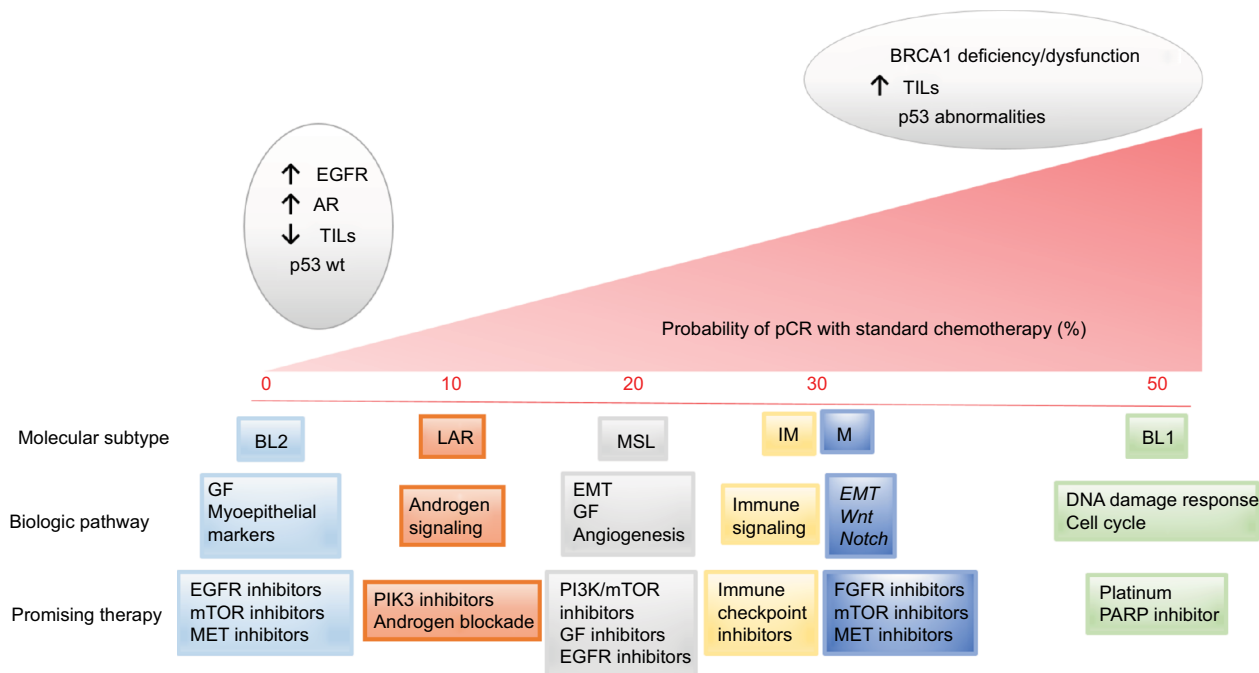 BRCA1 deficiency/dysfunction
↑ TILs
p53 abnormalities
↑ EGFR
↑ AR
↓ TILs
p53 wt
Probability of pCR with standard chemotherapy (%)
0 10 20 30 50
Molecular subtype
BL2
LAR
MSL
IM
M
BL1
Biologic pathway
GF
Myoepithelial
markers
Androgen
signaling
EMT
GF
Angiogenesis
Immune
signaling
EMT
Wnt
Notch
DNA damage response
Cell cycle
Promising therapy
EGFR inhibitors
mTOR inhibitors
MET inhibitors
PIK3 inhibitors
Androgen blockade
PI3K/mTOR
inhibitors
GF inhibitors
EGFR inhibitors
Immune
checkpoint
inhibitors
FGFR inhibitors
mTOR inhibitors
MET inhibitors
Platinum
PARP inhibitor